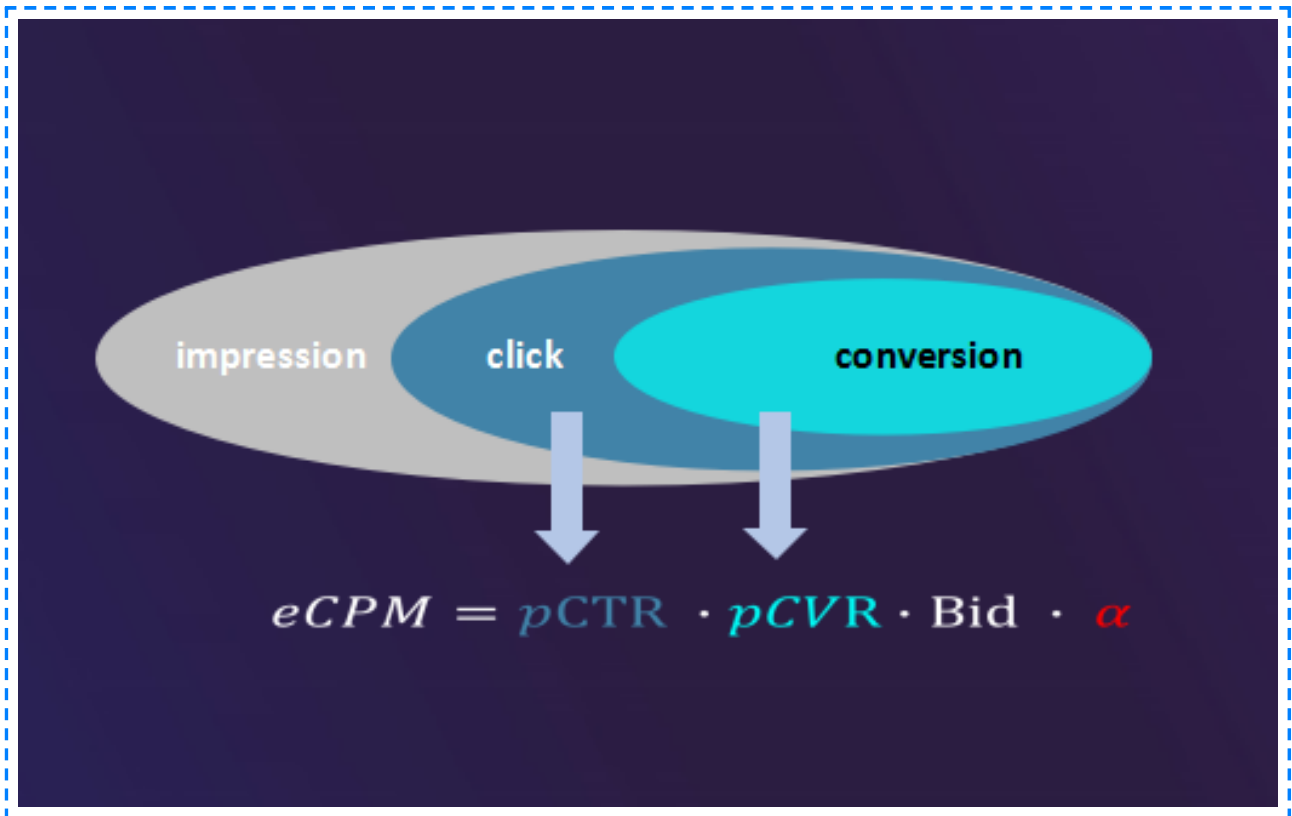 impression click conversion
eCPM = pCTR · pCVR · Bid · α